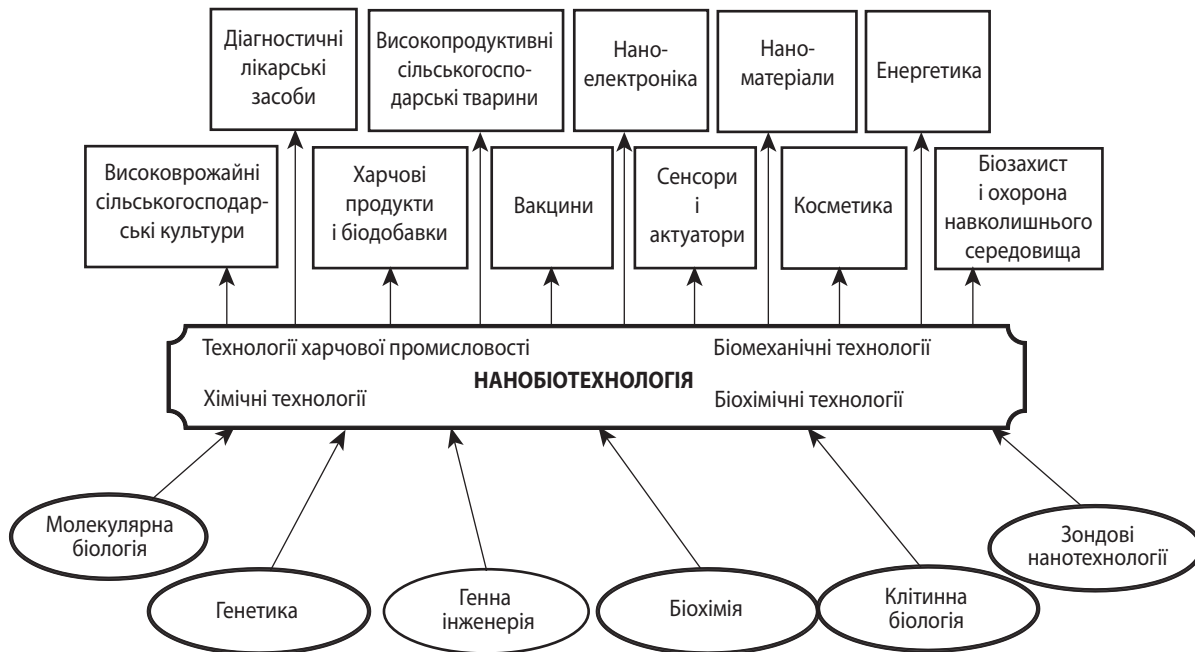 Діагностичні
лікарські
засоби
Високопродуктивні
сільськогоспо-
дарські тварини
Нано-
електроніка
Нано-
матеріали
Енергетика
Високоврожайні
сільськогосподар-
ські культури
Харчові
продукти
і біодобавки
Вакцини
Сенсори
і
актуатори
Косметика
Біозахист
і охорона
навколишнього
середовища
Технології харчової промисловості
Біомеханічні технології
НАНОБІОТЕХНОЛОГІЯ
Хімічні технології
Біохімічні технології
Молекулярна
біологія
Генетика
Генна
інженерія
Біохімія
Клітинна
біологія
Зондові
нанотехнології